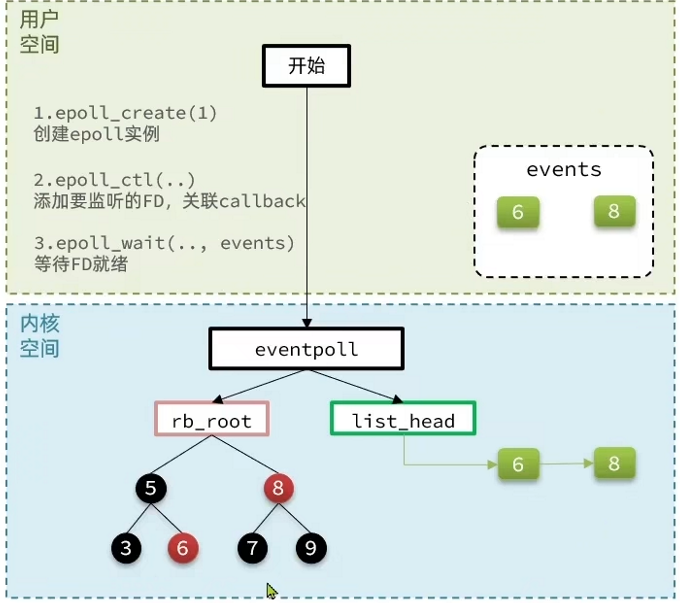 用户
空间
开始
1.epoll_create(1)
创建epoll实例
2.epoll_ctl(..)
添加要监听的FD，关联callback
3.epoll_wait(.., events)
等待FD就绪
events
6 8
内核
空间
eventpoll
rb_root list_head
6 8
5 8
3 6 7 9